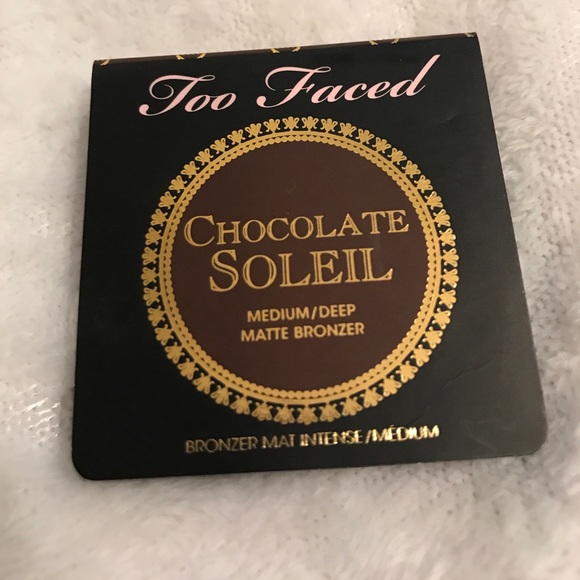 Too Faced
CHOCOLATE
SOLEIL
MEDIUM/DEEP
MATTE BRONZER
BRONZER MAT INTENSE/MÉDIUM